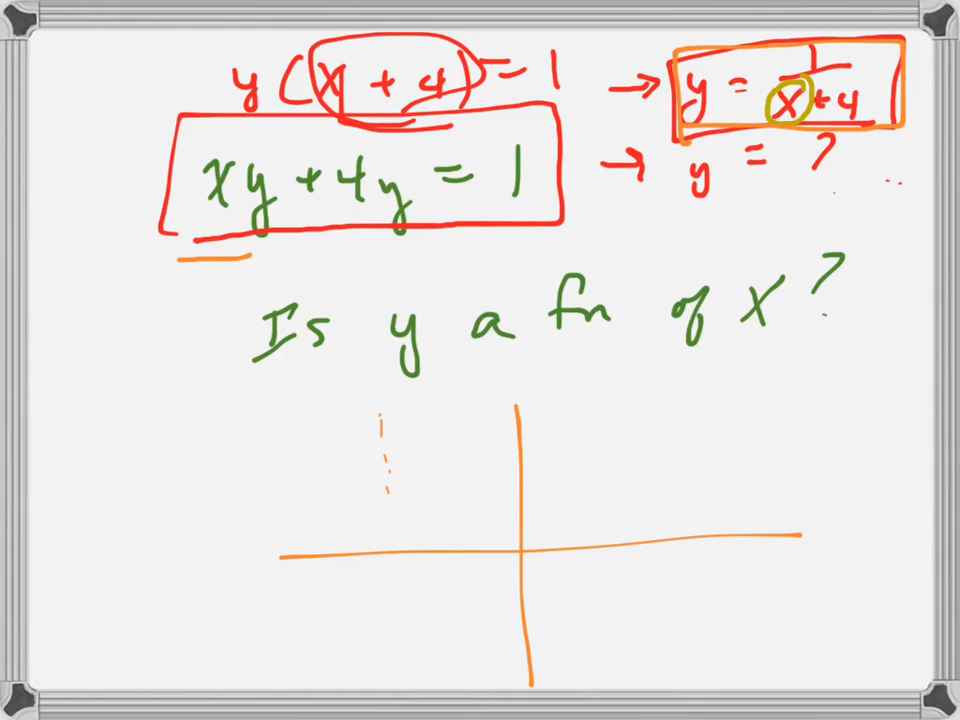 y (x + 4) = 1 → y = 1/(x + 4)
xy + 4y = 1 → y = ?
Is y a fn of x?